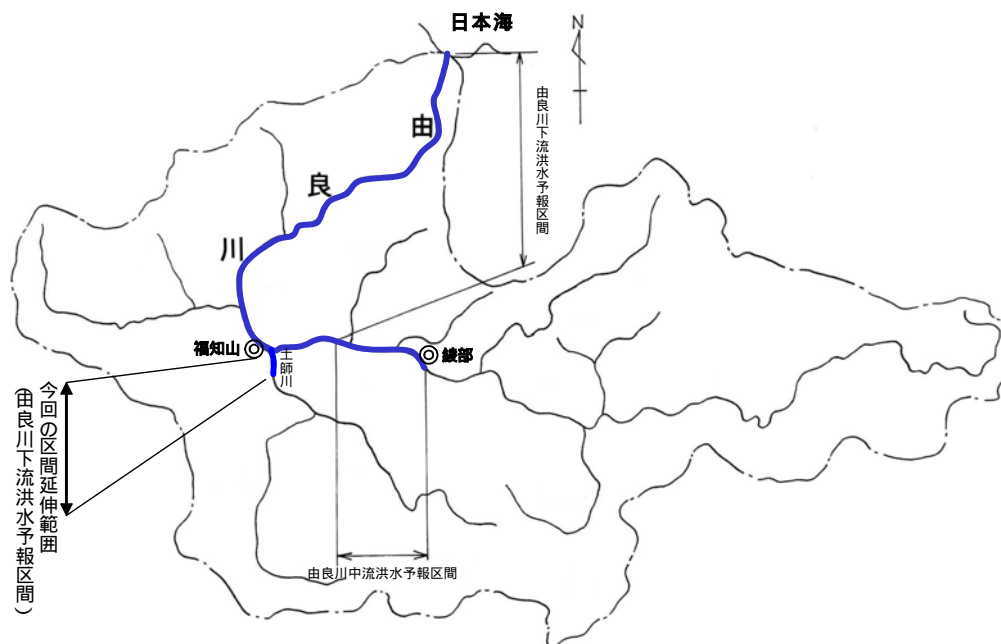 日本海
N
由良川
由良川下流洪水予報区間
福知山
土師川
綾部
今回の区間延伸範囲
(由良川下流洪水予報区間)
由良川中流洪水予報区間